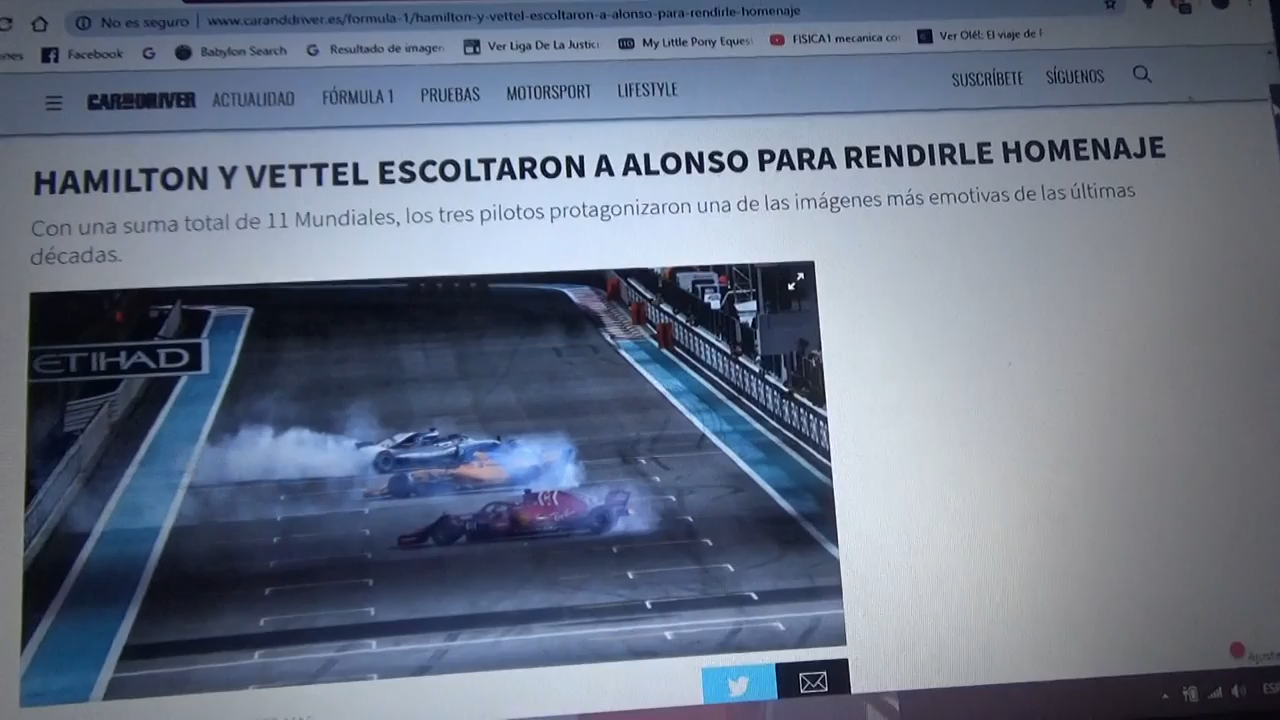 No es seguro | www.caranddriver.es/formula-1/hamilton-y-vettel-escoltaron-a-alonso-para-rendirle-homenaje
Facebook G Babylon Search G Resultado de imagen Ver Liga De La Justic My Little Pony Eques FISICA1 mecanica co Ver Olé!: El viaje de F
CAR AND DRIVER ACTUALIDAD FÓRMULA 1 PRUEBAS MOTORSPORT LIFESTYLE SUSCRÍBETE SÍGUENOS
HAMILTON Y VETTEL ESCOLTARON A ALONSO PARA RENDIRLE HOMENAJE
Con una suma total de 11 Mundiales, los tres pilotos protagonizaron una de las imágenes más emotivas de las últimas
décadas.
ETIHAD